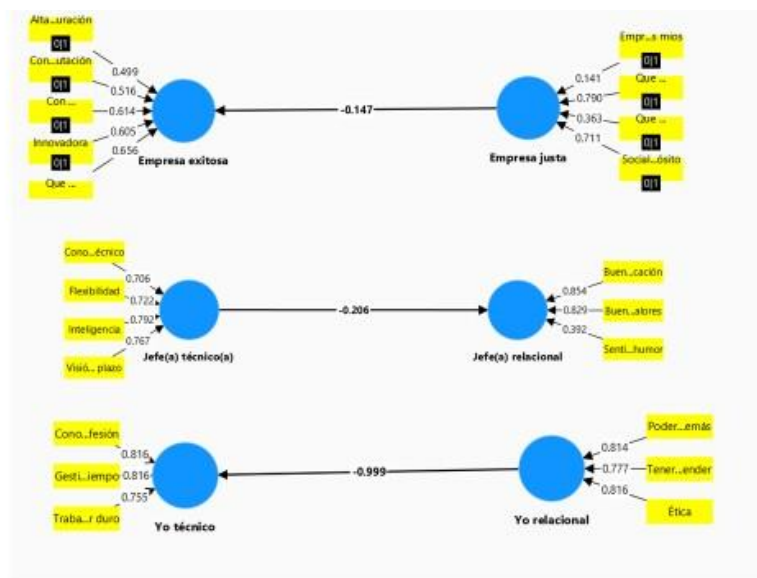 Alta...uración
0|1
0.499
Con...utación
0|1
0.516
Con ...
0|1
0.614
Innovadora
0|1
0.605
Que ...
0.656
Empresa exitosa
-0.147
Empresa justa
Empr...s mios
0|1
0.141
Que ...
0|1
0.790
Que ...
0|1
0.363
Social...ósito
0|1
0.711
Cono...écnico
0.706
Flexibilidad
0.722
Inteligencia
0.792
Visió... plazo
0.767
Jefe(a) técnico(a)
-0.206
Jefe(a) relacional
Buen...cación
0.854
Buen...alores
0.829
Senti...humor
0.392
Cono...fesión
0.816
Gesti...iempo
0.816
Traba...r duro
0.755
Yo técnico
-0.999
Yo relacional
Poder...emás
0.814
Tener...ender
0.777
Ética
0.816